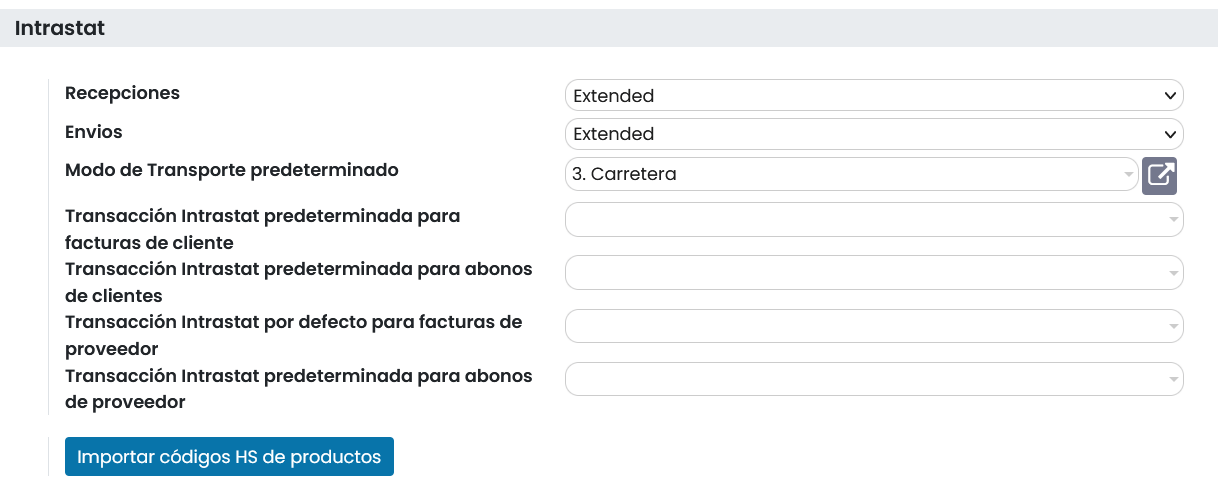 Intrastat
Recepciones
Extended
Envios
Extended
Modo de Transporte predeterminado
3. Carretera
Transacción Intrastat predeterminada para
facturas de cliente
Transacción Intrastat predeterminada para abonos
de clientes
Transacción Intrastat por defecto para facturas de
proveedor
Transacción Intrastat predeterminada para abonos
de proveedor
Importar códigos HS de productos